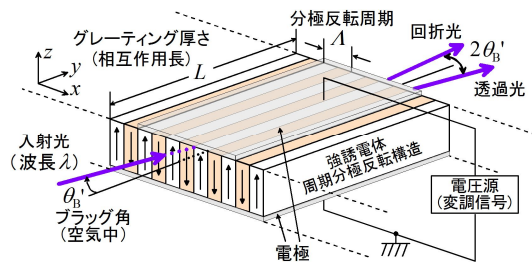 分極反転周期
Λ
グレーティング厚さ
(相互作用長)
L
回折光
2θB'
透過光
z
y
x
入射光
(波長λ)
θB'
ブラッグ角
(空気中)
強誘電体
周期分極反転構造
電極
電圧源
(変調信号)